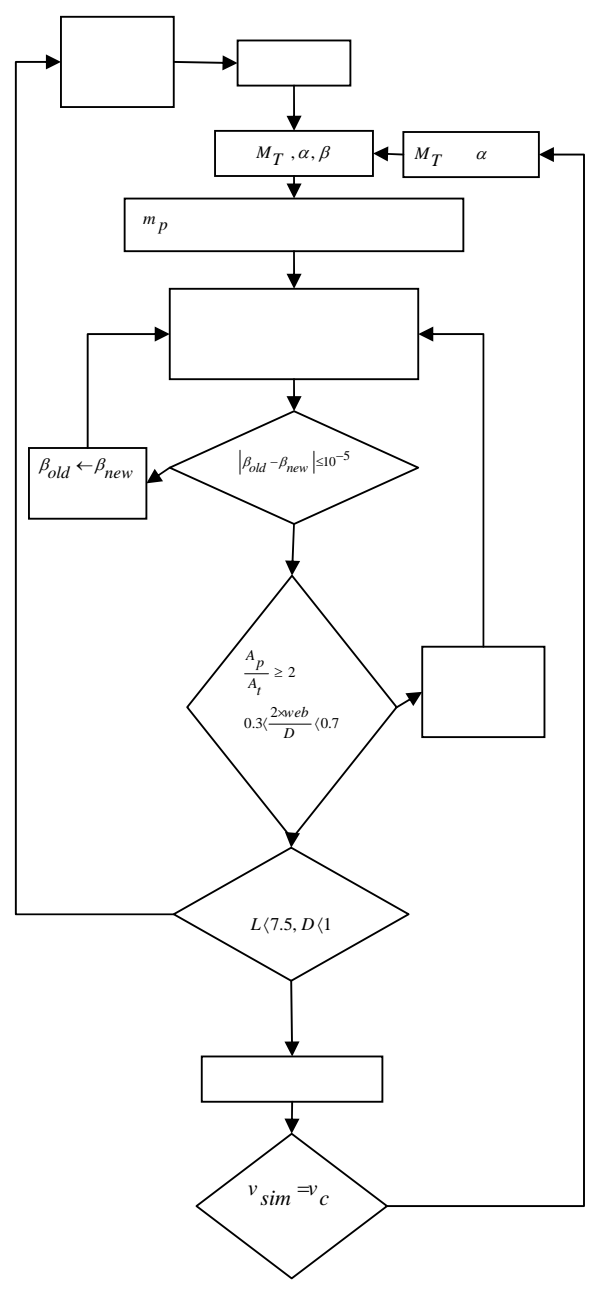 M_T , α, β
M_T α
m_p
|β_old − β_new| ≤10^−5
β_old ← β_new
A_p/A_t ≥ 2
0.3⟨2×web/D⟨0.7
L⟨7.5, D⟨1
v_sim = v_c